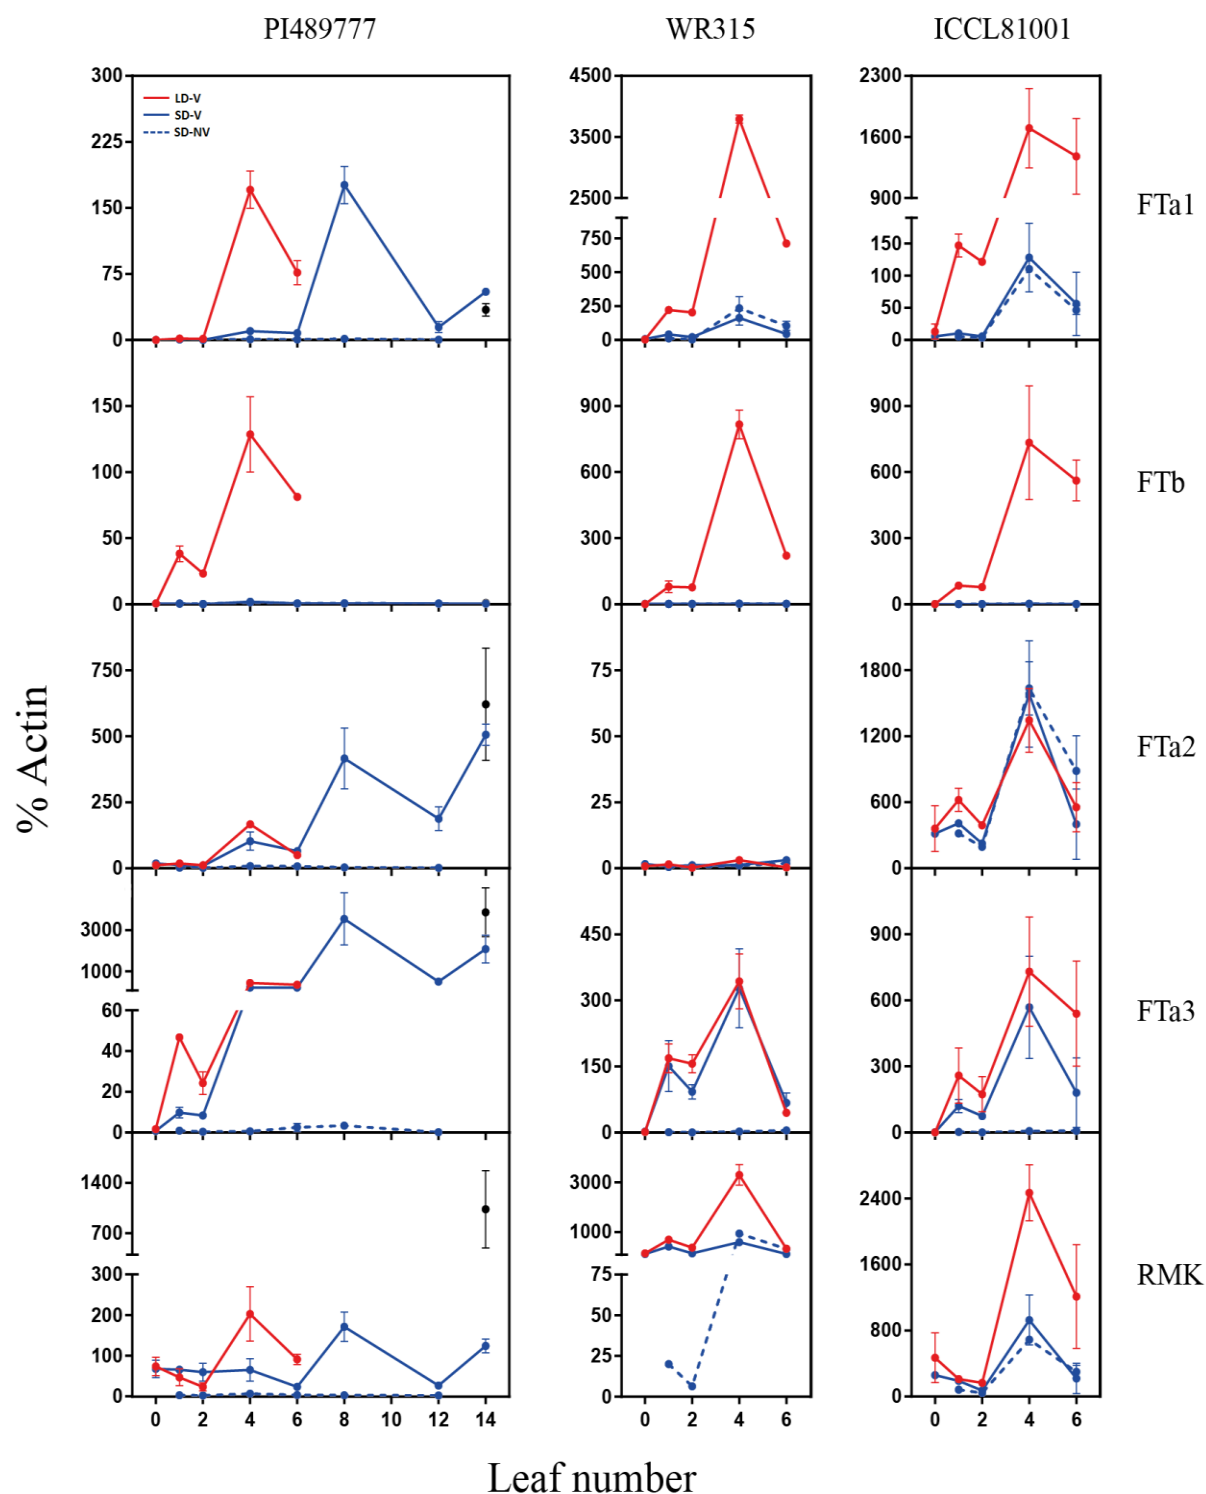 PI489777 WR315 ICCL81001
300 225 150 75 0
LD-V
SD-V
SD-NV
4500 3500 2500 750 500 250 0
2300 1600 900 150 100 50 0
FTa1
150 100 50 0
900 600 300 0
900 600 300 0
FTb
750 500 250 0
75 50 25 0
1800 1200 600 0
FTa2
3000 1000 60 40 20 0
450 300 150 0
900 600 300 0
FTa3
1400 700 300 200 100 0
3000 1000 75 50 25 0
2400 1600 800 0
RMK
0 2 4 6 8 10 12 14
0 2 4 6
0 2 4 6
% Actin
Leaf number